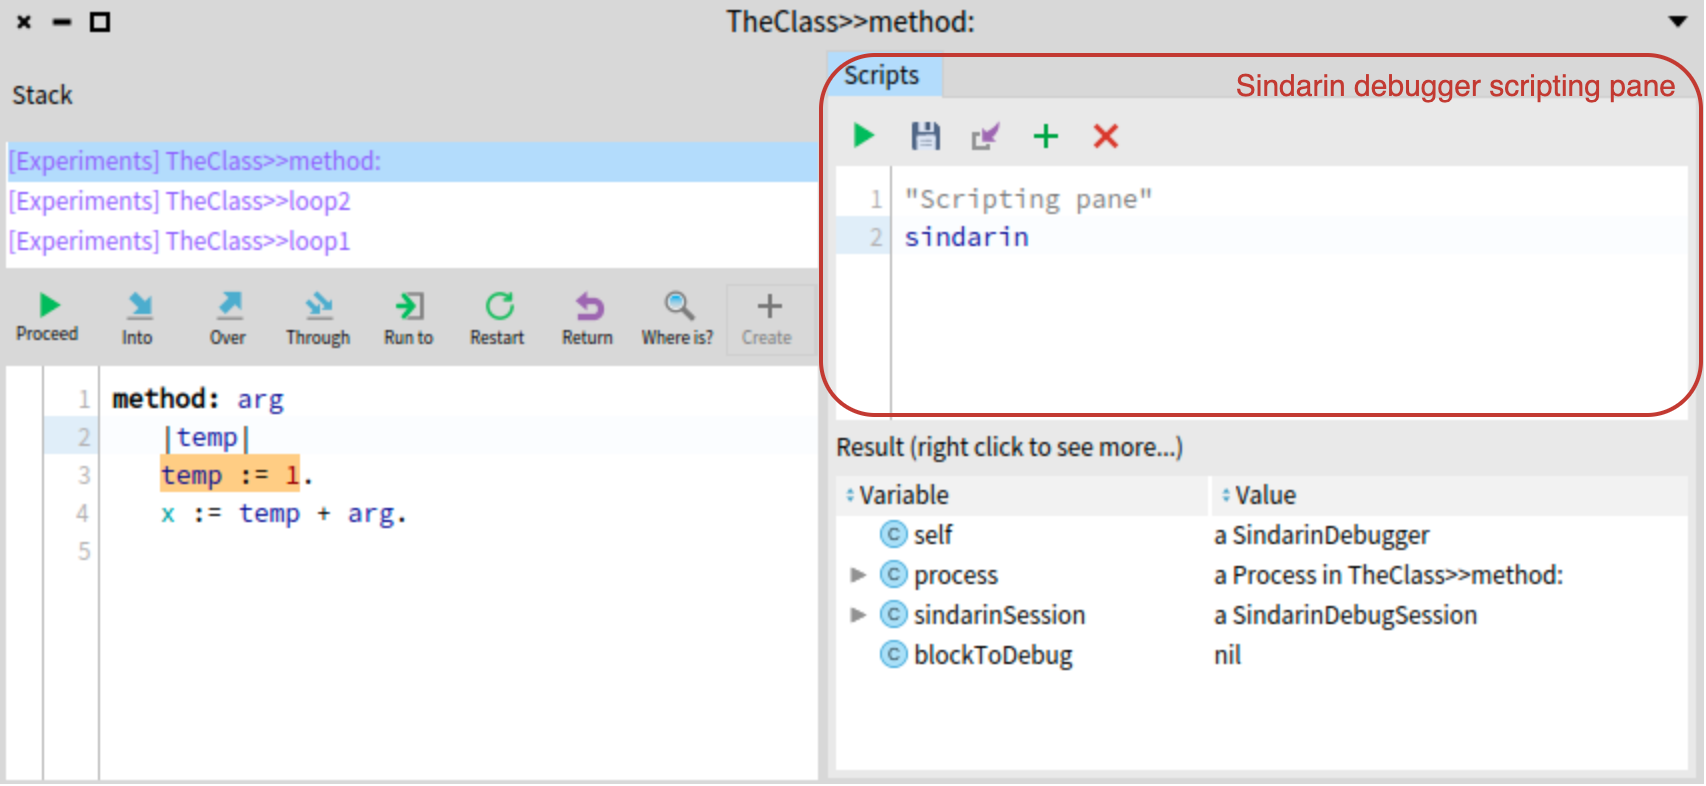 TheClass>>method:
Stack
[Experiments] TheClass>>method:
[Experiments] TheClass>>loop2
[Experiments] TheClass>>loop1
Proceed Into Over Through Run to Restart Return Where is? Create
1 method: arg
2 |temp|
3 temp := 1.
4 x := temp + arg.
5
Scripts
Sindarin debugger scripting pane
1 "Scripting pane"
2 sindarin
Result (right click to see more...)
Variable Value
C self a SindarinDebugger
C process a Process in TheClass>>method:
C sindarinSession a SindarinDebugSession
C blockToDebug nil